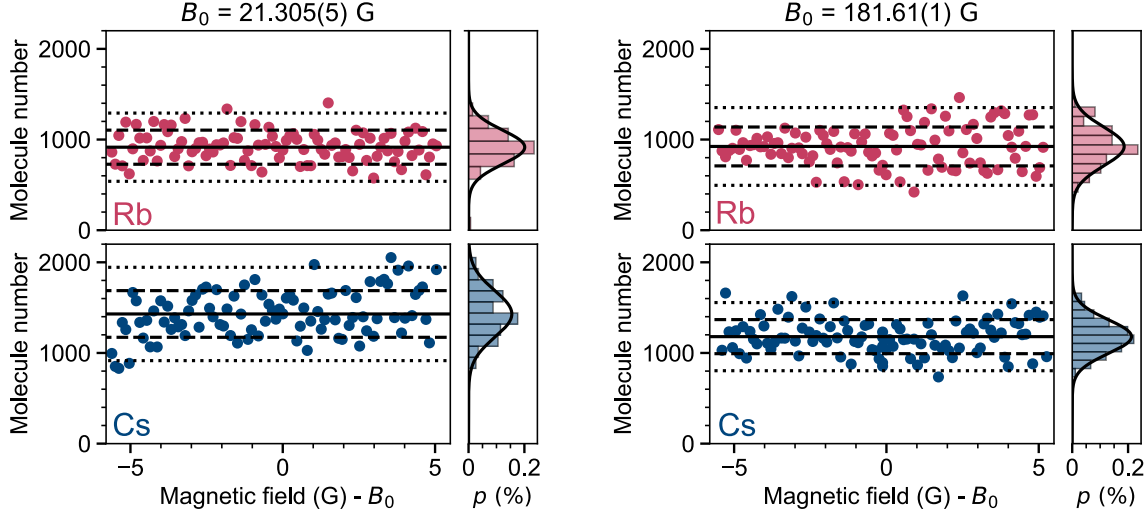 B₀ = 21.305(5) G
B₀ = 181.61(1) G
Molecule number
2000
1000
0
Rb
Molecule number
2000
1000
0
Rb
Molecule number
2000
1000
0
Cs
−5
0
5
Magnetic field (G) - B₀
0
0.2
p (%)
Molecule number
2000
1000
0
Cs
−5
0
5
Magnetic field (G) - B₀
0
0.2
p (%)